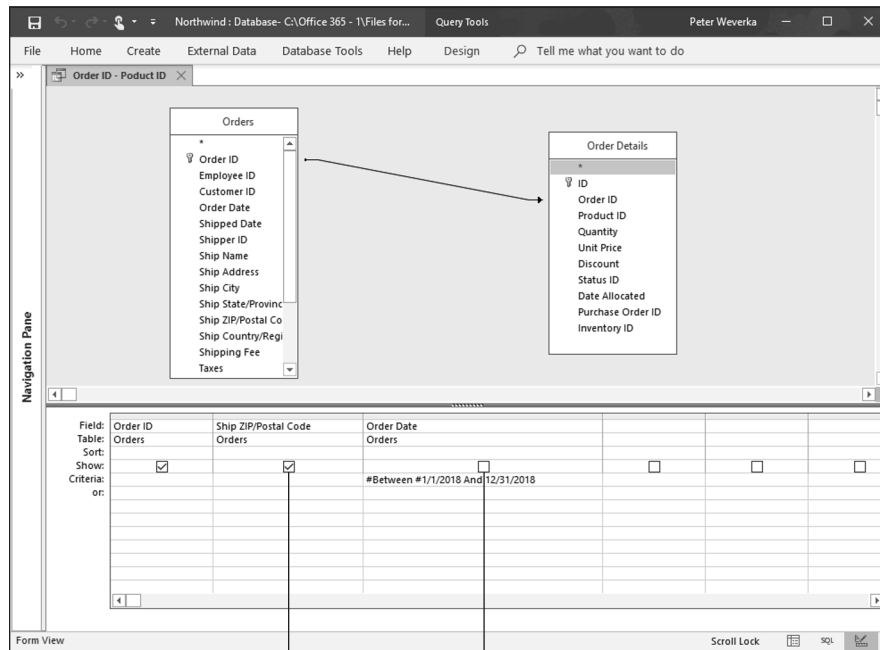 Northwind : Database- C:\Office 365 - 1\Files for... Query Tools Peter Weverka
File Home Create External Data Database Tools Help Design Tell me what you want to do
» Order ID - Poduct ID
Orders
*
Order ID
Employee ID
Customer ID
Order Date
Shipped Date
Shipper ID
Ship Name
Ship Address
Ship City
Ship State/Provinc
Ship ZIP/Postal Co
Ship Country/Regi
Shipping Fee
Taxes
Order Details
*
ID
Order ID
Product ID
Quantity
Unit Price
Discount
Status ID
Date Allocated
Purchase Order ID
Inventory ID
Navigation Pane
Field: Order ID Ship ZIP/Postal Code Order Date
Table: Orders Orders Orders
Sort:
Show:
Criteria: #Between #1/1/2018 And 12/31/2018
or:
Form View Scroll Lock SQL